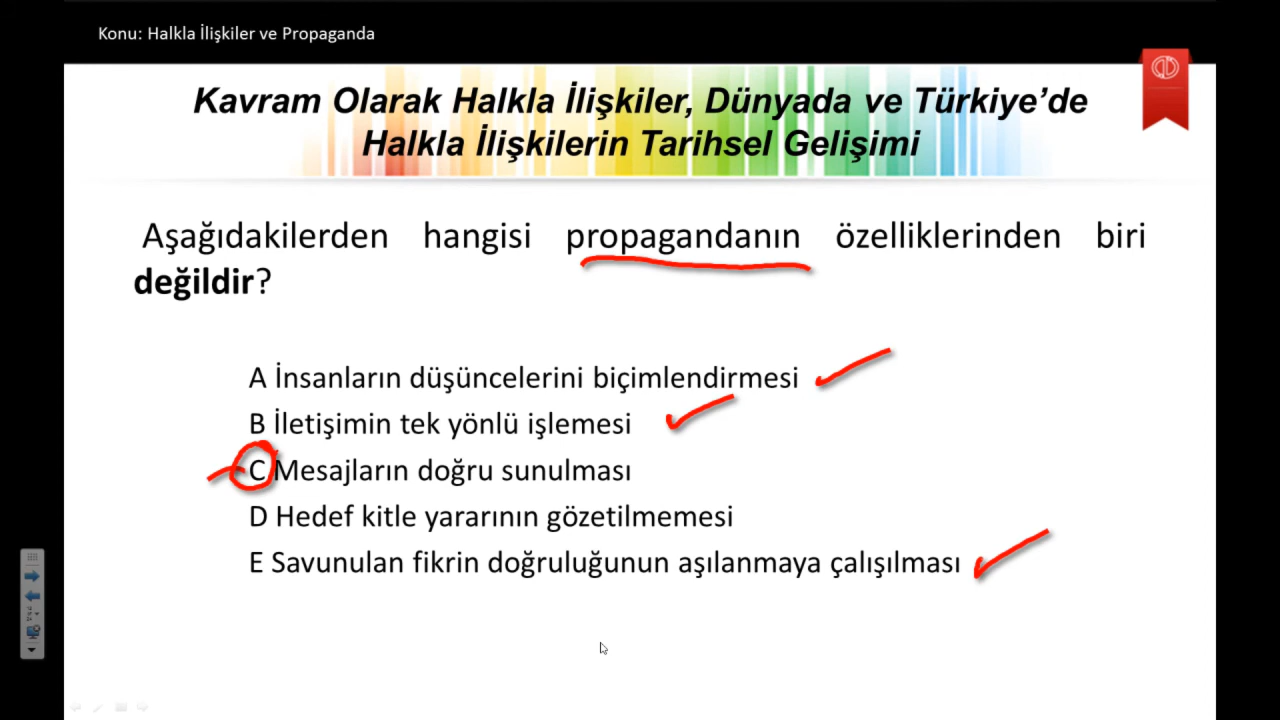 Konu: Halkla İlişkiler ve Propaganda
Kavram Olarak Halkla İlişkiler, Dünyada ve Türkiye’de
Halkla İlişkilerin Tarihsel Gelişimi
Aşağıdakilerden hangisi propagandanın özelliklerinden biri
değildir?
A İnsanların düşüncelerini biçimlendirmesi
B İletişimin tek yönlü işlemesi
C Mesajların doğru sunulması
D Hedef kitle yararının gözetilmemesi
E Savunulan fikrin doğruluğunun aşılanmaya çalışılması